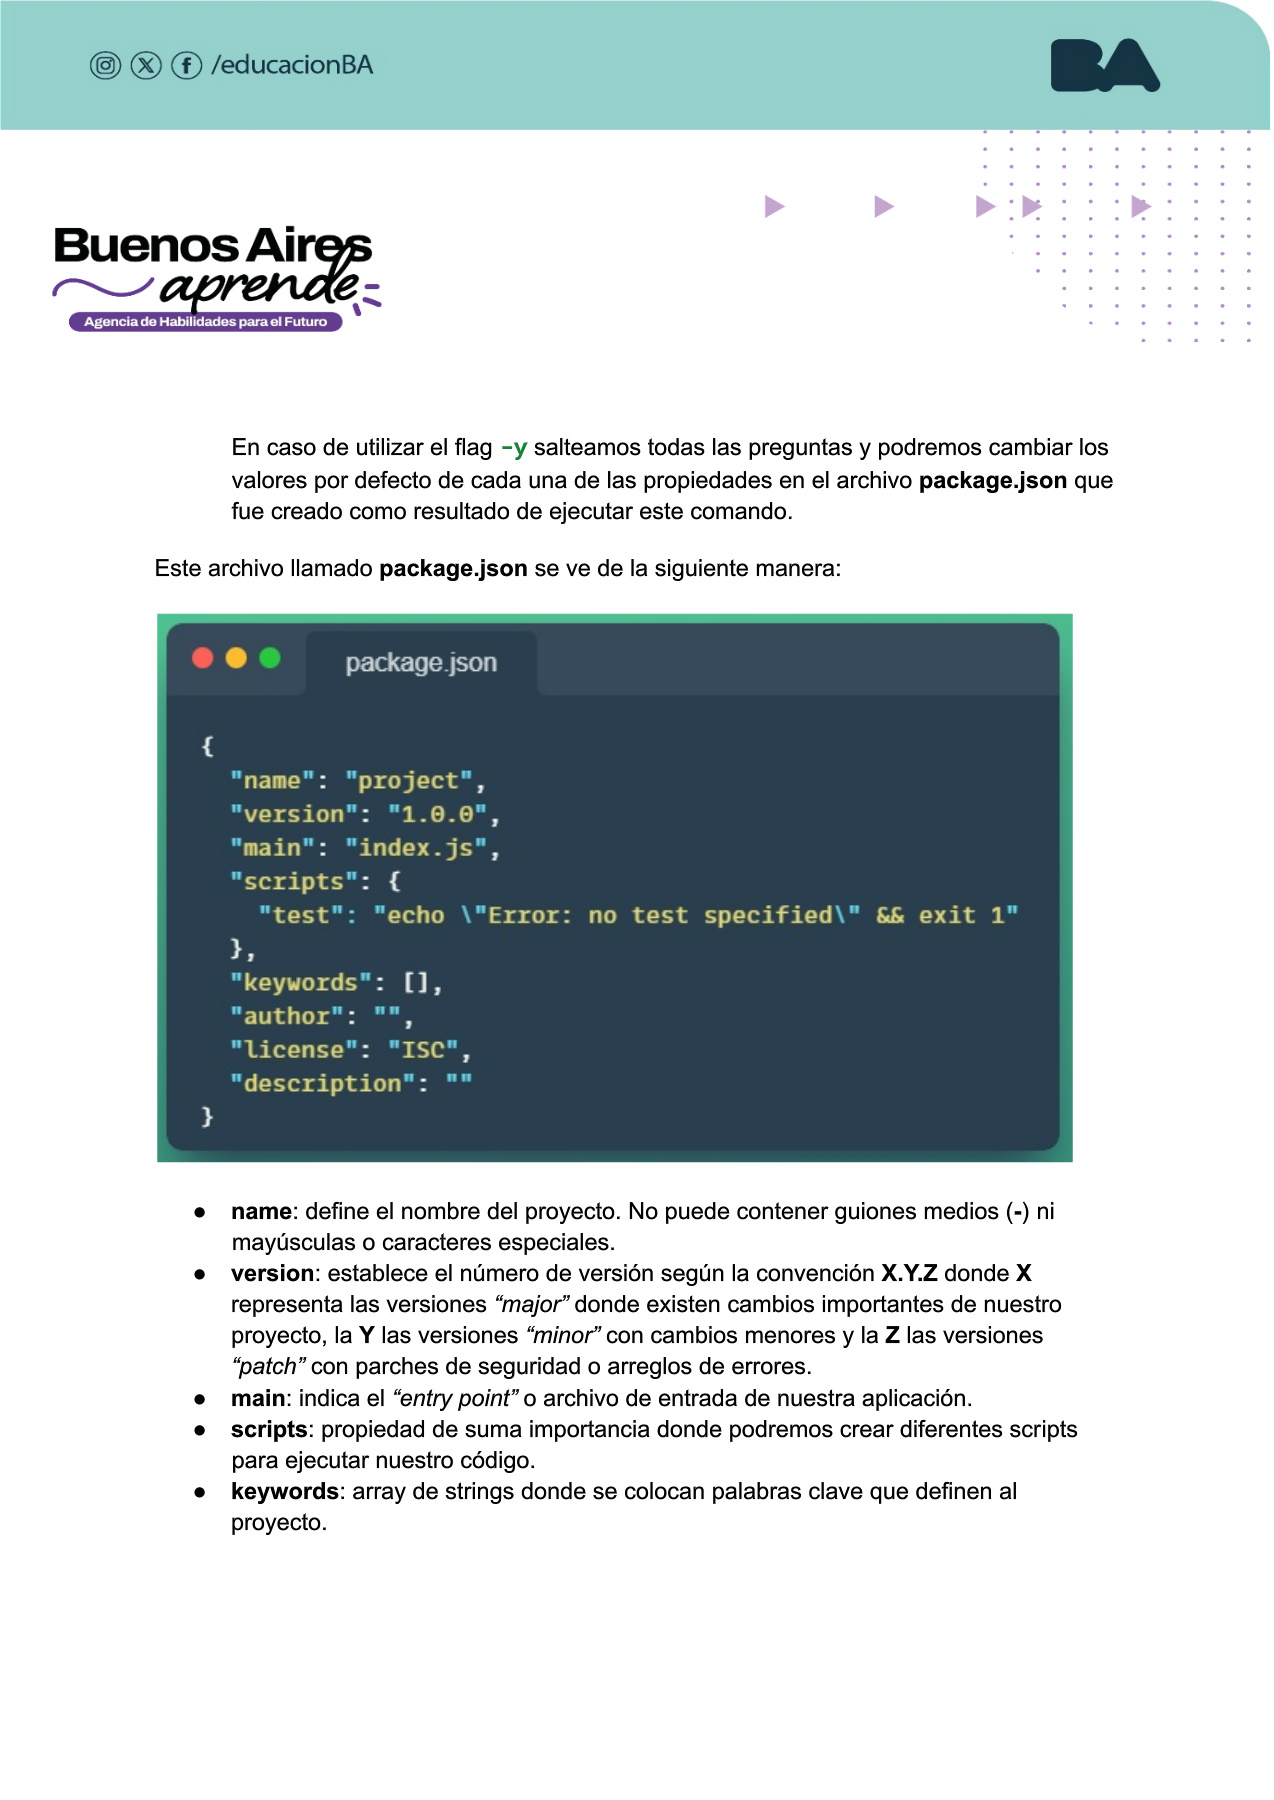 /educacionBA
BA
Buenos Aires
aprende
Agencia de Habilidades para el Futuro
En caso de utilizar el flag -y salteamos todas las preguntas y podremos cambiar los
valores por defecto de cada una de las propiedades en el archivo package.json que
fue creado como resultado de ejecutar este comando.
Este archivo llamado package.json se ve de la siguiente manera:
package.json
{
"name": "project",
"version": "1.0.0",
"main": "index.js",
"scripts": {
"test": "echo \"Error: no test specified\" && exit 1"
},
"keywords": [],
"author": "",
"license": "ISC",
"description": ""
}
● name: define el nombre del proyecto. No puede contener guiones medios (-) ni
mayúsculas o caracteres especiales.
● version: establece el número de versión según la convención X.Y.Z donde X
representa las versiones “major” donde existen cambios importantes de nuestro
proyecto, la Y las versiones “minor” con cambios menores y la Z las versiones
“patch” con parches de seguridad o arreglos de errores.
● main: indica el “entry point” o archivo de entrada de nuestra aplicación.
● scripts: propiedad de suma importancia donde podremos crear diferentes scripts
para ejecutar nuestro código.
● keywords: array de strings donde se colocan palabras clave que definen al
proyecto.